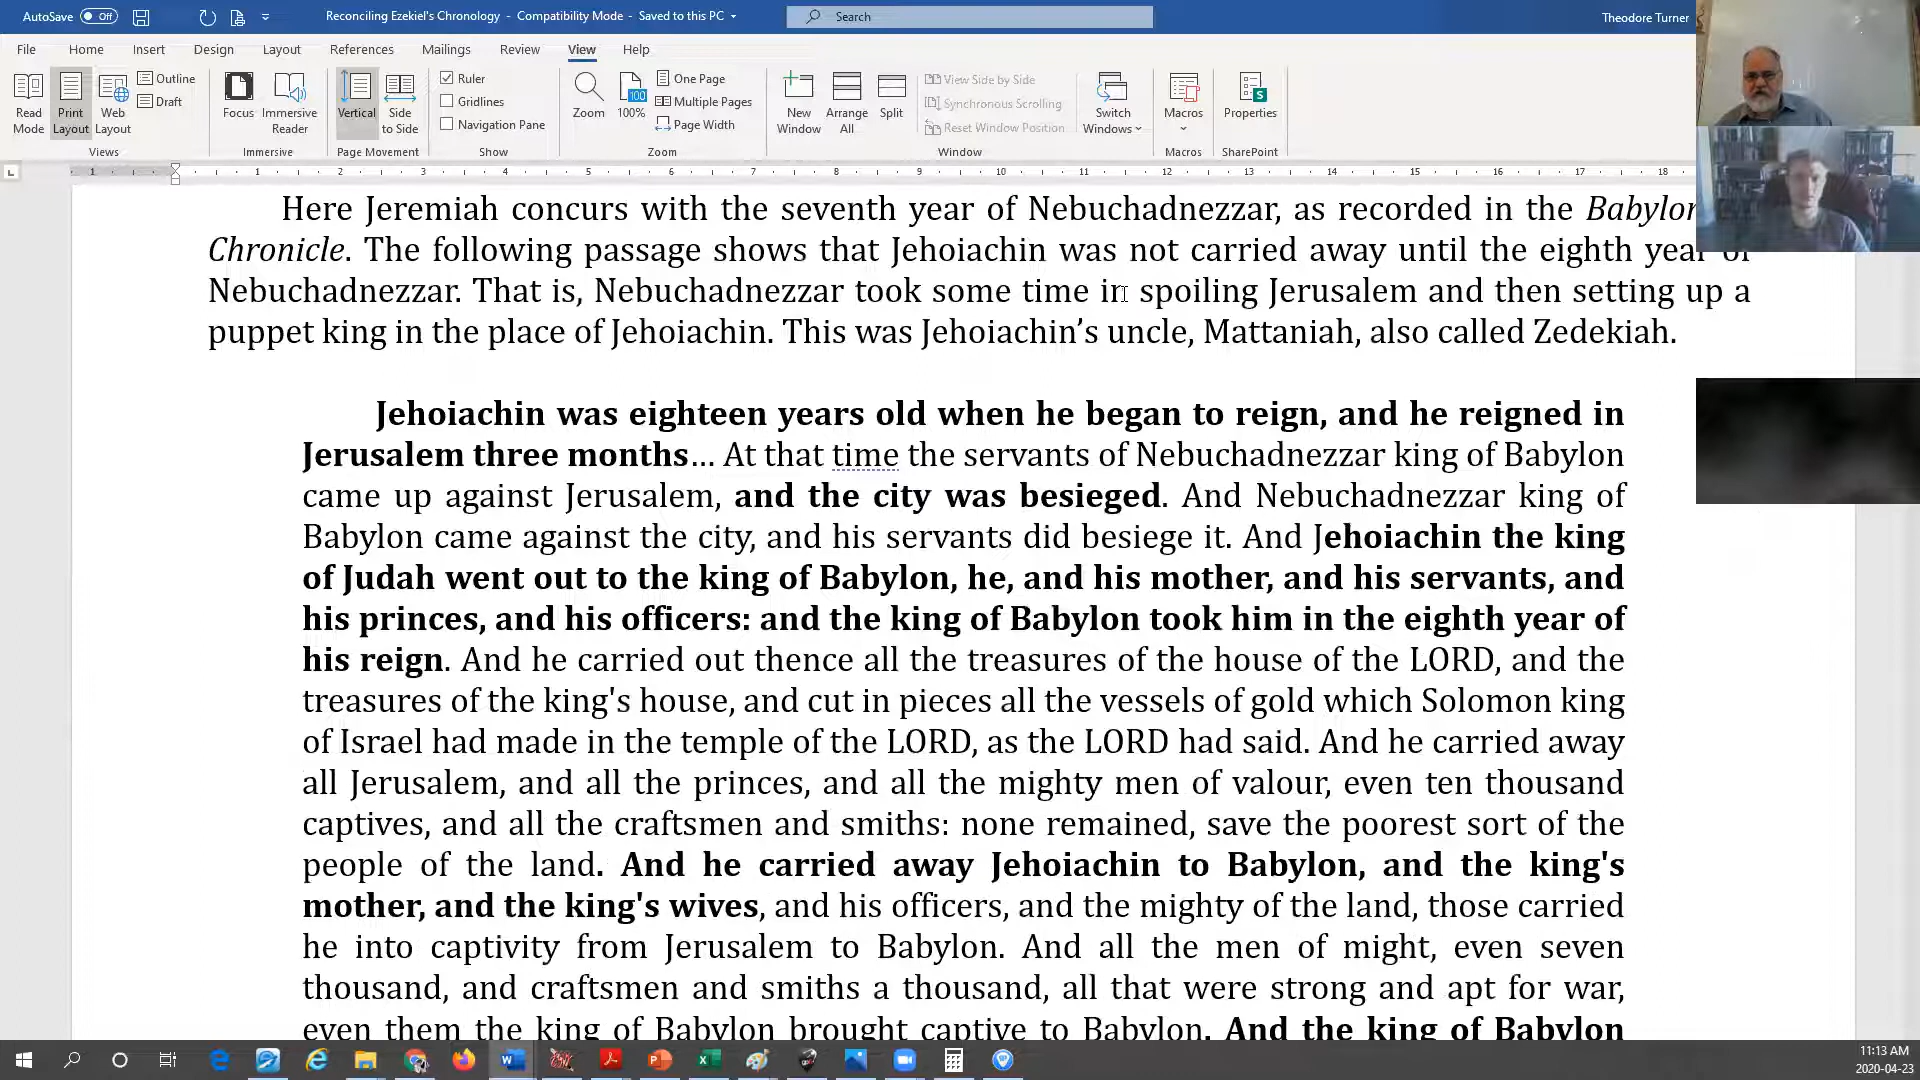 AutoSave Off Reconciling Ezekiel's Chronology - Compatibility Mode - Saved to this PC Search Theodore Turner
File Home Insert Design Layout References Mailings Review View Help
Read Mode
Print Layout
Web Layout
Outline
Draft
Views
Focus
Immersive Reader
Immersive
Vertical
Side to Side
Page Movement
Ruler
Gridlines
Navigation Pane
Show
Zoom
100
100%
One Page
Multiple Pages
Page Width
Zoom
New Window
Arrange All
Split
View Side by Side
Synchronous Scrolling
Reset Window Position
Switch Windows
Window
Macros
Macros
Properties
SharePoint
1 1 2 3 4 5 6 7 8 9 10 11 12 13 14 15 16 17 18
Here Jeremiah concurs with the seventh year of Nebuchadnezzar, as recorded in the
Chronicle. The following passage shows that Jehoiachin was not carried away until the eighth year of
Nebuchadnezzar. That is, Nebuchadnezzar took some time in spoiling Jerusalem and then setting up a
puppet king in the place of Jehoiachin. This was Jehoiachin’s uncle, Mattaniah, also called Zedekiah.
Jehoiachin was eighteen years old when he began to reign, and he reigned in
Jerusalem three months… At that time the servants of Nebuchadnezzar king of Babylon
came up against Jerusalem, and the city was besieged. And Nebuchadnezzar king of
Babylon came against the city, and his servants did besiege it. And Jehoiachin the king
of Judah went out to the king of Babylon, he, and his mother, and his servants, and
his princes, and his officers: and the king of Babylon took him in the eighth year of
his reign. And he carried out thence all the treasures of the house of the LORD, and the
treasures of the king's house, and cut in pieces all the vessels of gold which Solomon king
of Israel had made in the temple of the LORD, as the LORD had said. And he carried away
all Jerusalem, and all the princes, and all the mighty men of valour, even ten thousand
captives, and all the craftsmen and smiths: none remained, save the poorest sort of the
people of the land. And he carried away Jehoiachin to Babylon, and the king's
mother, and the king's wives, and his officers, and the mighty of the land, those carried
he into captivity from Jerusalem to Babylon. And all the men of might, even seven
thousand, and craftsmen and smiths a thousand, all that were strong and apt for war,
even them the king of Babylon brought captive to Babylon. And the king of Babylon
11:13 AM
2020-04-23